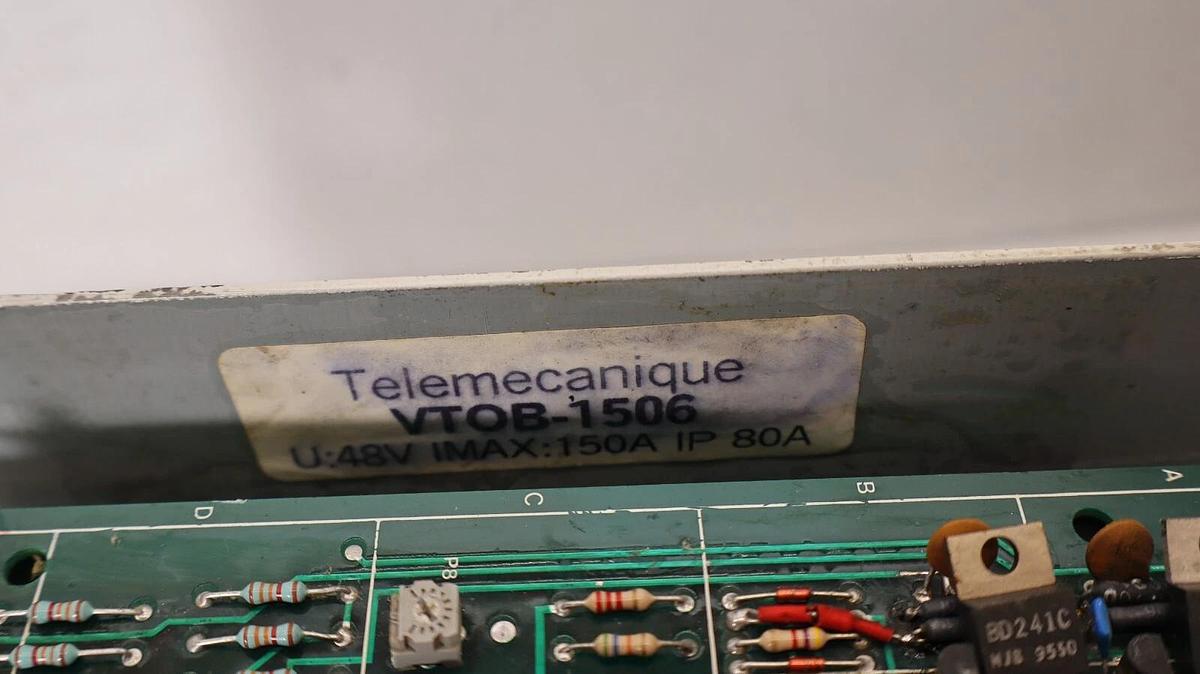 Telemecanique
VTOB-1506
U:48V IMAX:150A IP 80A
D
C
B
A
P8
BD241C
MJB 9550